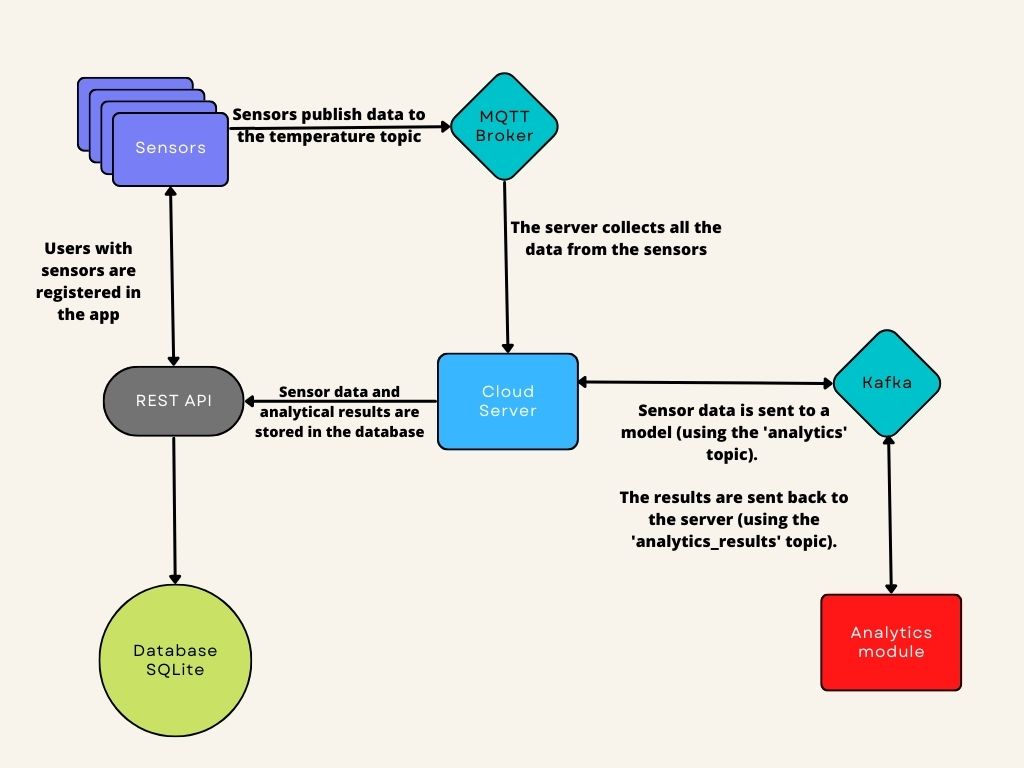 Sensors publish data to
the temperature topic
MQTT
Broker
Sensors
The server collects all the
data from the sensors
Users with
sensors are
registered in
the app
REST API
Sensor data and
analytical results are
stored in the database
Cloud
Server
Kafka
Sensor data is sent to a
model (using the 'analytics'
topic).
The results are sent back to
the server (using the
'analytics_results' topic).
Database
SQLite
Analytics
module